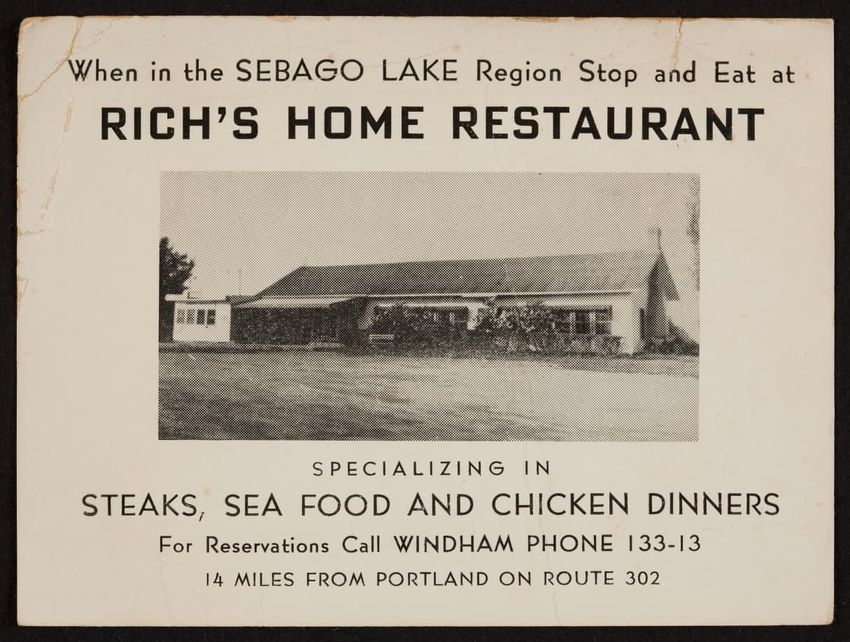 When in the SEBAGO LAKE Region Stop and Eat at
RICH'S HOME RESTAURANT
SPECIALIZING IN
STEAKS, SEA FOOD AND CHICKEN DINNERS
For Reservations Call WINDHAM PHONE 133-13
14 MILES FROM PORTLAND ON ROUTE 302